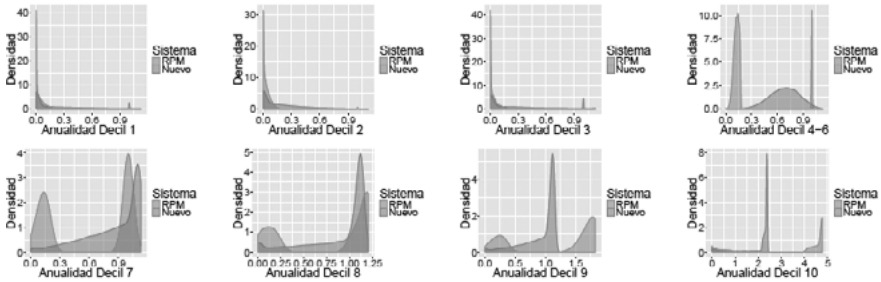 40
30
20
10
0
Densidad
0.0 0.3 0.6 0.9
Anualidad Decil 1
Sistema
RPM
Nuevo
30
20
10
0
Densidad
0.0 0.3 0.6 0.9
Anualidad Decil 2
Sistema
RPM
Nuevo
40
30
20
10
0
Densidad
0.0 0.3 0.6 0.9
Anualidad Decil 3
Sistema
RPM
Nuevo
10.0
7.5
5.0
2.5
0.0
Densidad
0.0 0.3 0.6 0.9
Anualidad Decil 4-6
Sistema
RPM
Nuevo
4
3
2
1
0
Densidad
0.0 0.3 0.6 0.9
Anualidad Decil 7
Sistema
RPM
Nuevo
5
4
3
2
1
0
Densidad
0.00 0.25 0.50 0.75 1.00 1.25
Anualidad Decil 8
Sistema
RPM
Nuevo
4
2
0
Densidad
0.0 0.5 1.0 1.5
Anualidad Decil 9
Sistema
RPM
Nuevo
8
6
4
2
0
Densidad
0 1 2 3 4 5
Anualidad Decil 10
Sistema
RPM
Nuevo